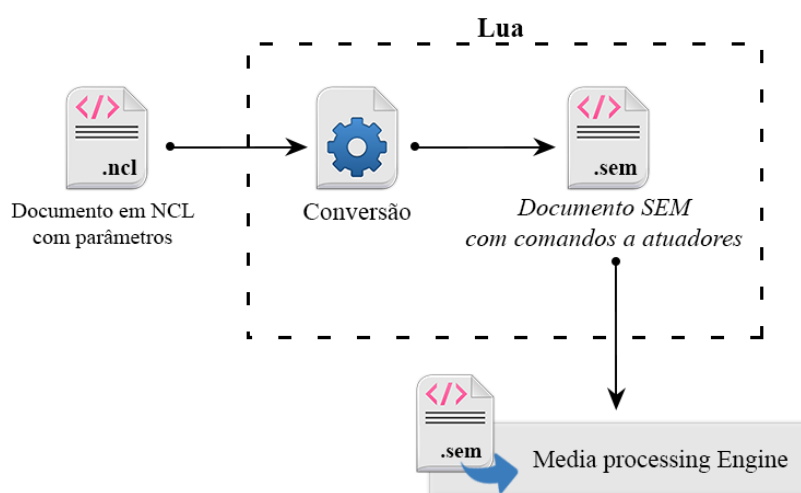 Lua
</>
.ncl
Documento em NCL
com parâmetros
Conversão
</>
.sem
Documento SEM
com comandos a atuadores
</>
.sem
Media processing Engine